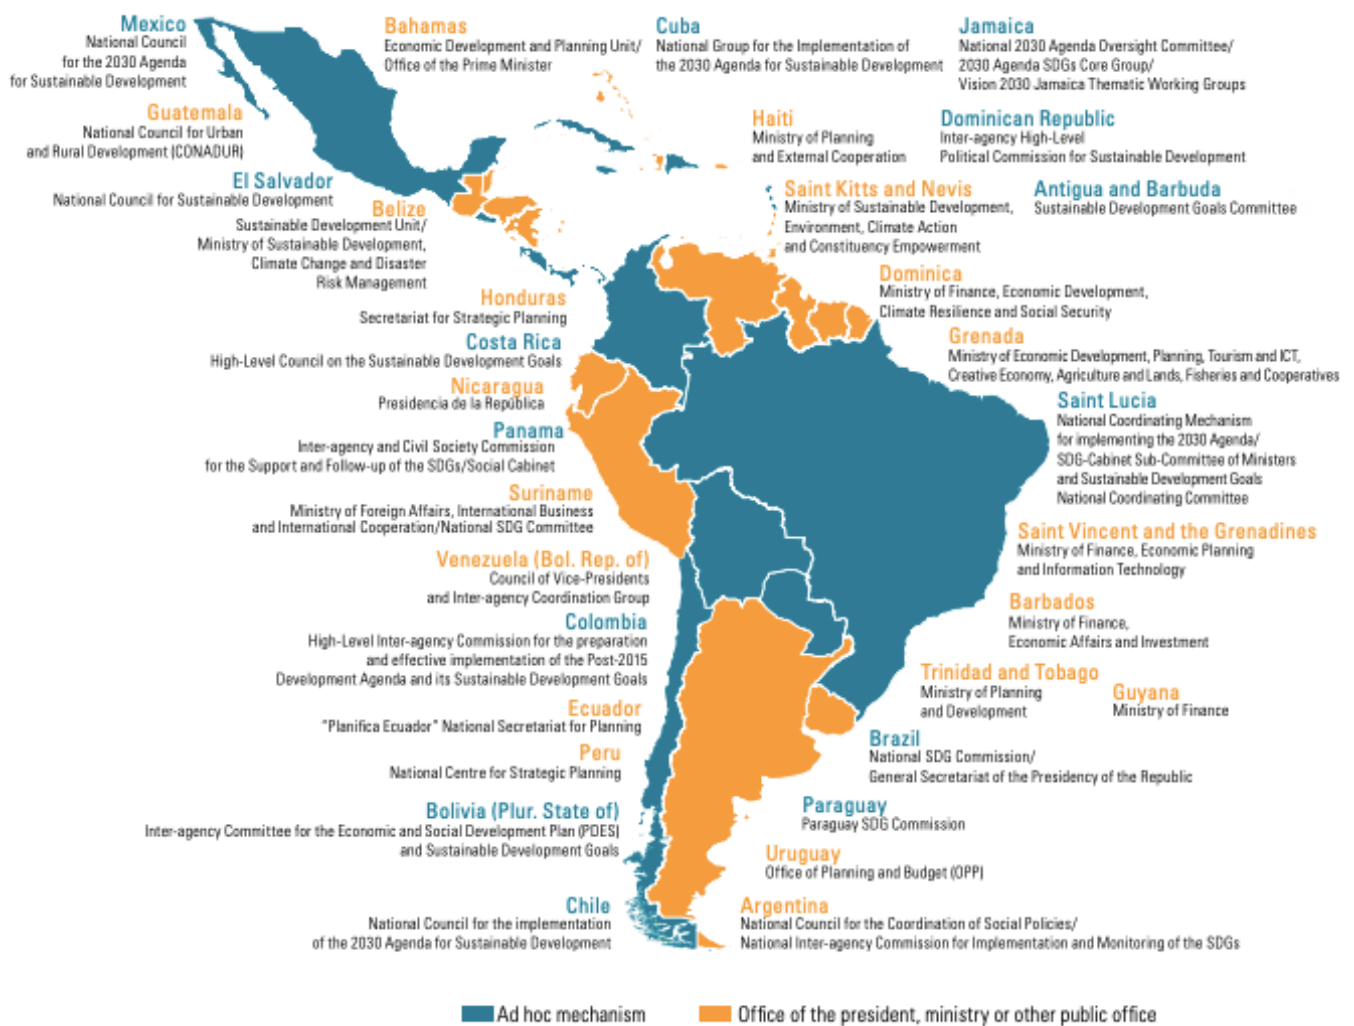 Mexico
National Council
for the 2030 Agenda
for Sustainable Development
Bahamas
Economic Development and Planning Unit/
Office of the Prime Minister
Cuba
National Group for the Implementation of
the 2030 Agenda for Sustainable Development
Jamaica
National 2030 Agenda Oversight Committee/
2030 Agenda SDGs Core Group/
Vision 2030 Jamaica Thematic Working Groups
Guatemala
National Council for Urban
and Rural Development (CONADUR)
Haiti
Ministry of Planning
and External Cooperation
Dominican Republic
Inter-agency High-Level
Political Commission for Sustainable Development
El Salvador
National Council for Sustainable Development
Saint Kitts and Nevis
Ministry of Sustainable Development,
Environment, Climate Action
and Constituency Empowerment
Antigua and Barbuda
Sustainable Development Goals Committee
Belize
Sustainable Development Unit/
Ministry of Sustainable Development,
Climate Change and Disaster
Risk Management
Dominica
Ministry of Finance, Economic Development,
Climate Resilience and Social Security
Honduras
Secretariat for Strategic Planning
Grenada
Ministry of Economic Development, Planning, Tourism and ICT,
Creative Economy, Agriculture and Lands, Fisheries and Cooperatives
Costa Rica
High-Level Council on the Sustainable Development Goals
Nicaragua
Presidencia de la República
Saint Lucia
National Coordinating Mechanism
for implementing the 2030 Agenda/
SDG-Cabinet Sub-Committee of Ministers
and Sustainable Development Goals
National Coordinating Committee
Panama
Inter-agency and Civil Society Commission
for the Support and Follow-up of the SDGs/Social Cabinet
Suriname
Ministry of Foreign Affairs, International Business
and International Cooperation/National SDG Committee
Saint Vincent and the Grenadines
Ministry of Finance, Economic Planning
and Information Technology
Venezuela (Bol. Rep. of)
Council of Vice-Presidents
and Inter-agency Coordination Group
Barbados
Ministry of Finance,
Economic Affairs and Investment
Colombia
High-Level Inter-agency Commission for the preparation
and effective implementation of the Post-2015
Development Agenda and its Sustainable Development Goals
Trinidad and Tobago
Ministry of Planning
and Development
Guyana
Ministry of Finance
Ecuador
"Planifica Ecuador" National Secretariat for Planning
Brazil
National SDG Commission/
General Secretariat of the Presidency of the Republic
Peru
National Centre for Strategic Planning
Bolivia (Plur. State of)
Inter-agency Committee for the Economic and Social Development Plan (PDES)
and Sustainable Development Goals
Paraguay
Paraguay SDG Commission
Uruguay
Office of Planning and Budget (OPP)
Chile
National Council for the implementation
of the 2030 Agenda for Sustainable Development
Argentina
National Council for the Coordination of Social Policies/
National Inter-agency Commission for Implementation and Monitoring of the SDGs
Ad hoc mechanism
Office of the president, ministry or other public office